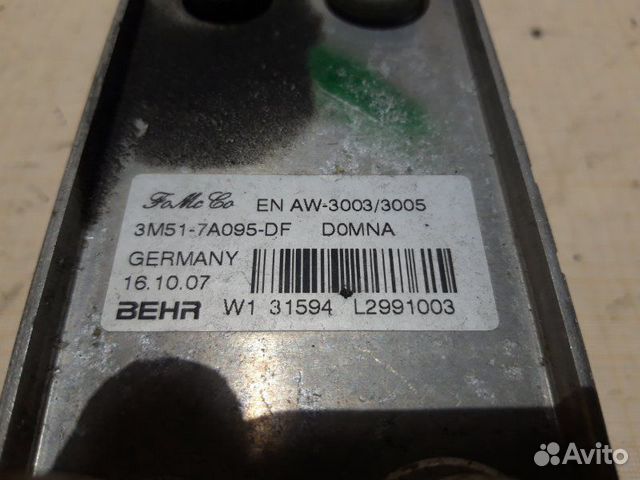 FoMoCo EN AW-3003/3005
3M51-7A095-DF D0MNA
GERMANY
16.10.07
BEHR W1 31594 L2991003
Avito